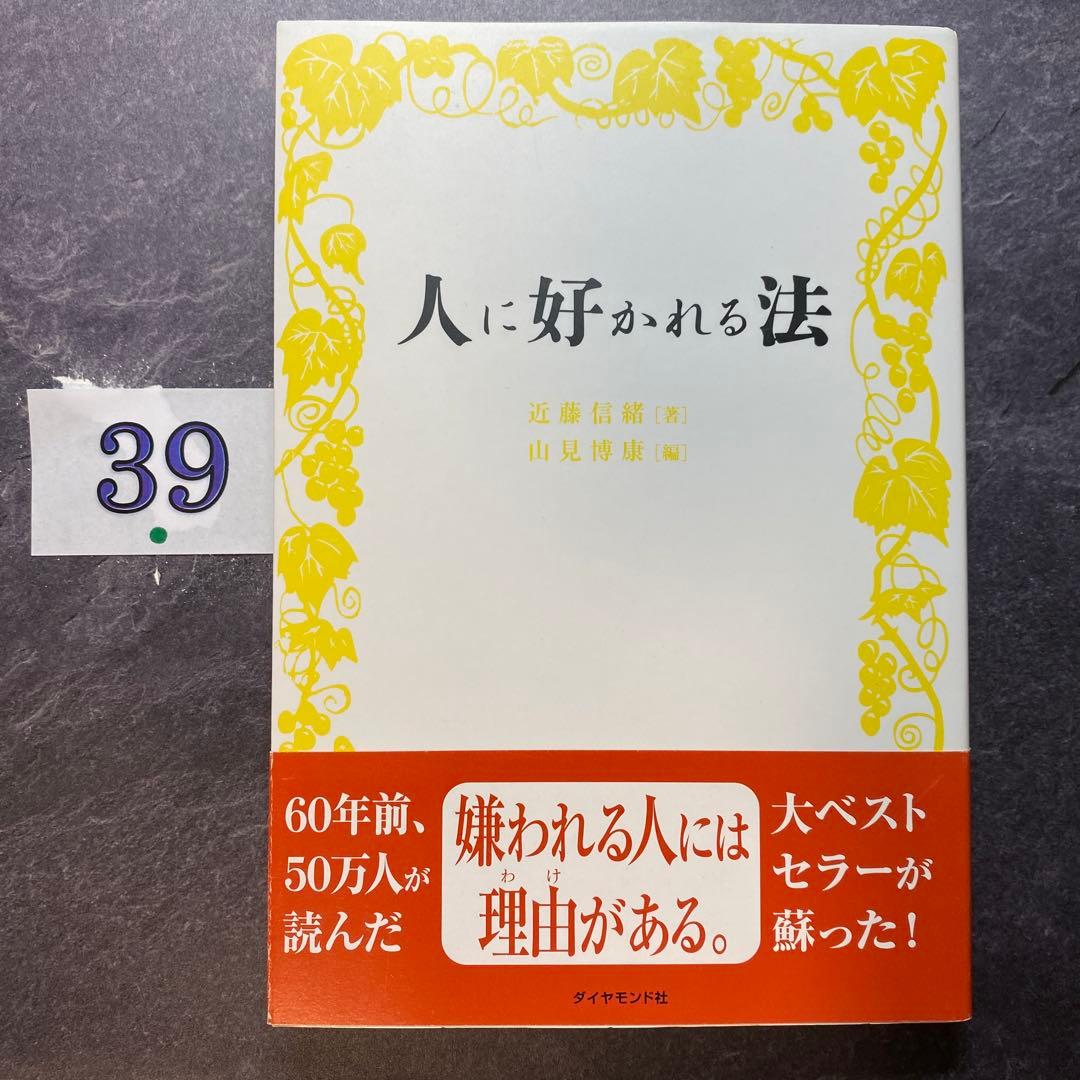 人に好かれる法
近藤信緒[著]
山見博康[編]
39
60年前、
50万人が
読んだ
嫌われる人には
わけ
理由がある。
大ベスト
セラーが
蘇った!
ダイヤモンド社